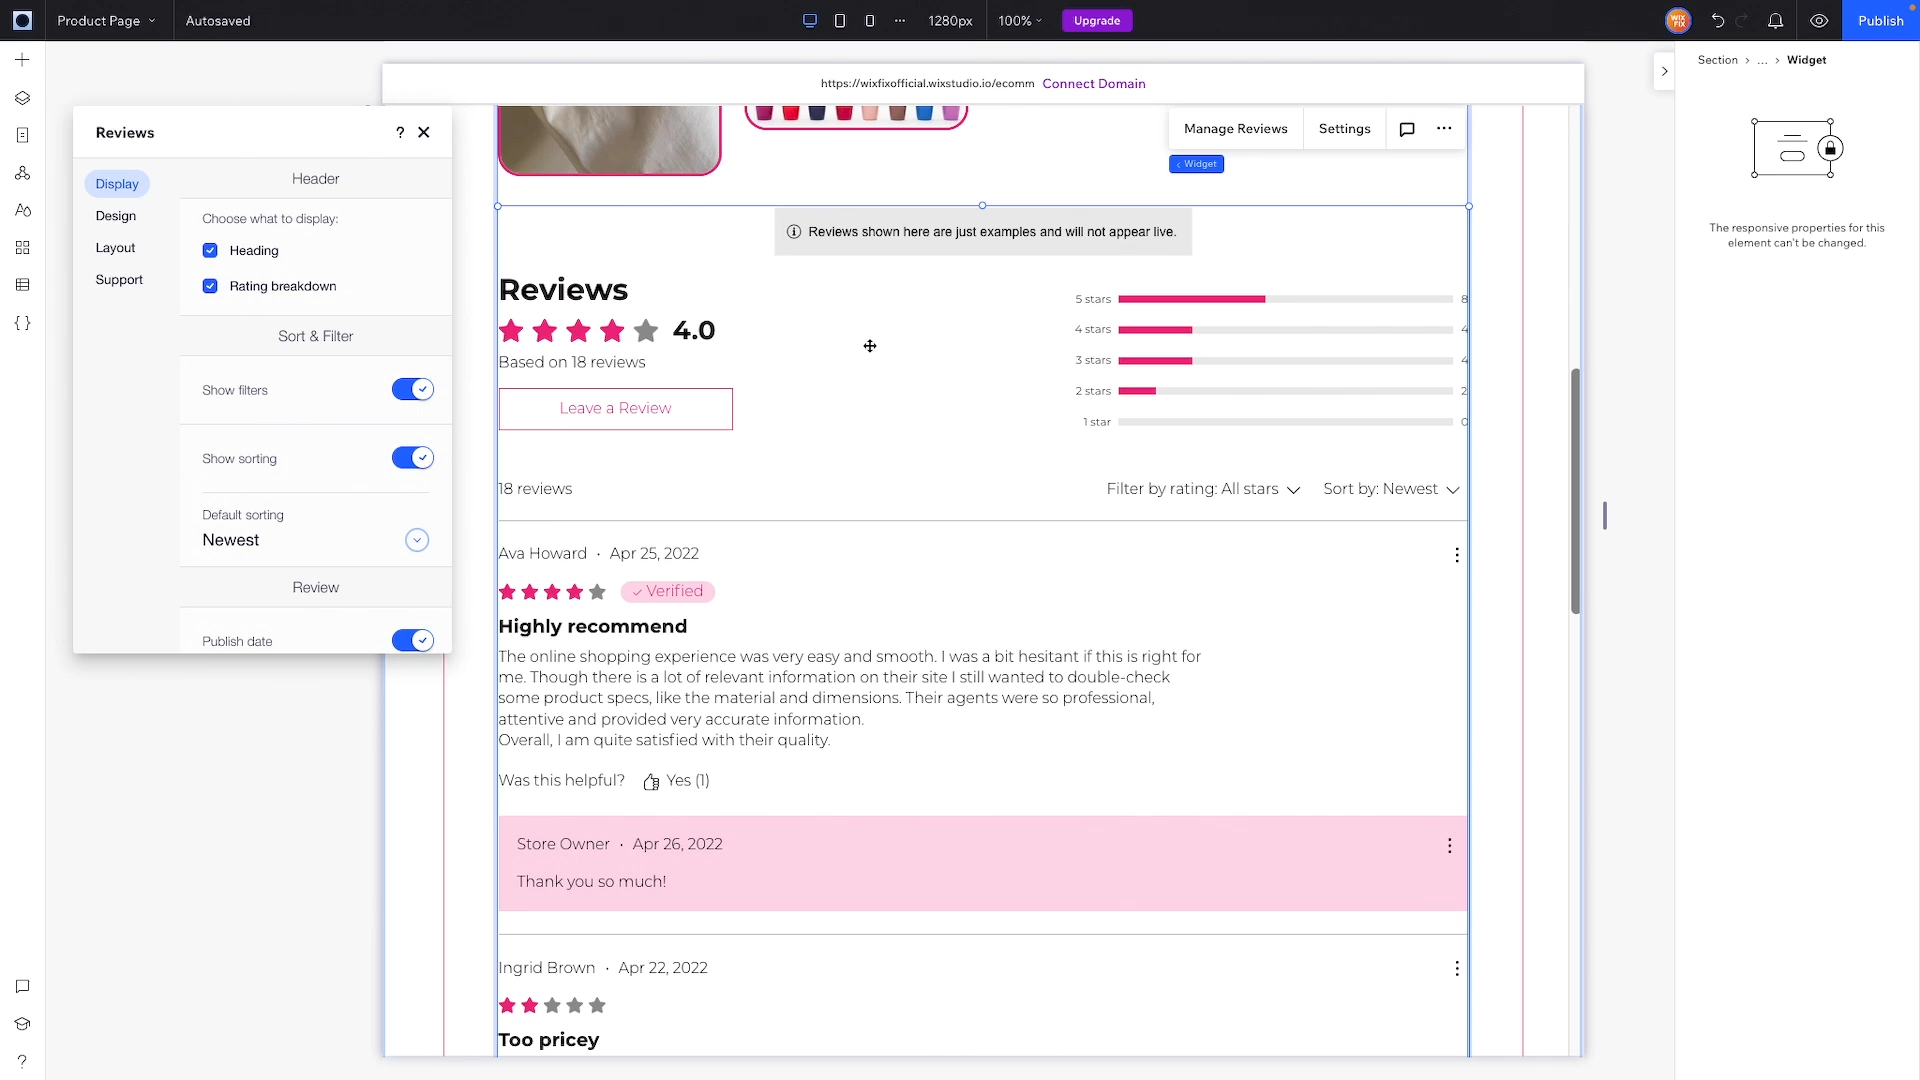 Product Page
Autosaved
1280px
100%
Upgrade
WIX
FIX
Publish
https://wixfixofficial.wixstudio.io/ecomm Connect Domain
Section > ... > Widget
Reviews
?
Display
Design
Layout
Support
Header
Choose what to display:
Heading
Rating breakdown
Sort & Filter
Show filters
Show sorting
Default sorting
Newest
Review
Publish date
Manage Reviews
Settings
< Widget
Reviews shown here are just examples and will not appear live.
Reviews
4.0
Based on 18 reviews
Leave a Review
5 stars 8
4 stars 4
3 stars 4
2 stars 2
1 star 0
18 reviews
Filter by rating: All stars
Sort by: Newest
Ava Howard · Apr 25, 2022
Verified
Highly recommend
The online shopping experience was very easy and smooth. I was a bit hesitant if this is right for
me. Though there is a lot of relevant information on their site I still wanted to double-check
some product specs, like the material and dimensions. Their agents were so professional,
attentive and provided very accurate information.
Overall, I am quite satisfied with their quality.
Was this helpful? Yes (1)
Store Owner · Apr 26, 2022
Thank you so much!
Ingrid Brown · Apr 22, 2022
Too pricey
The responsive properties for this
element can't be changed.
?